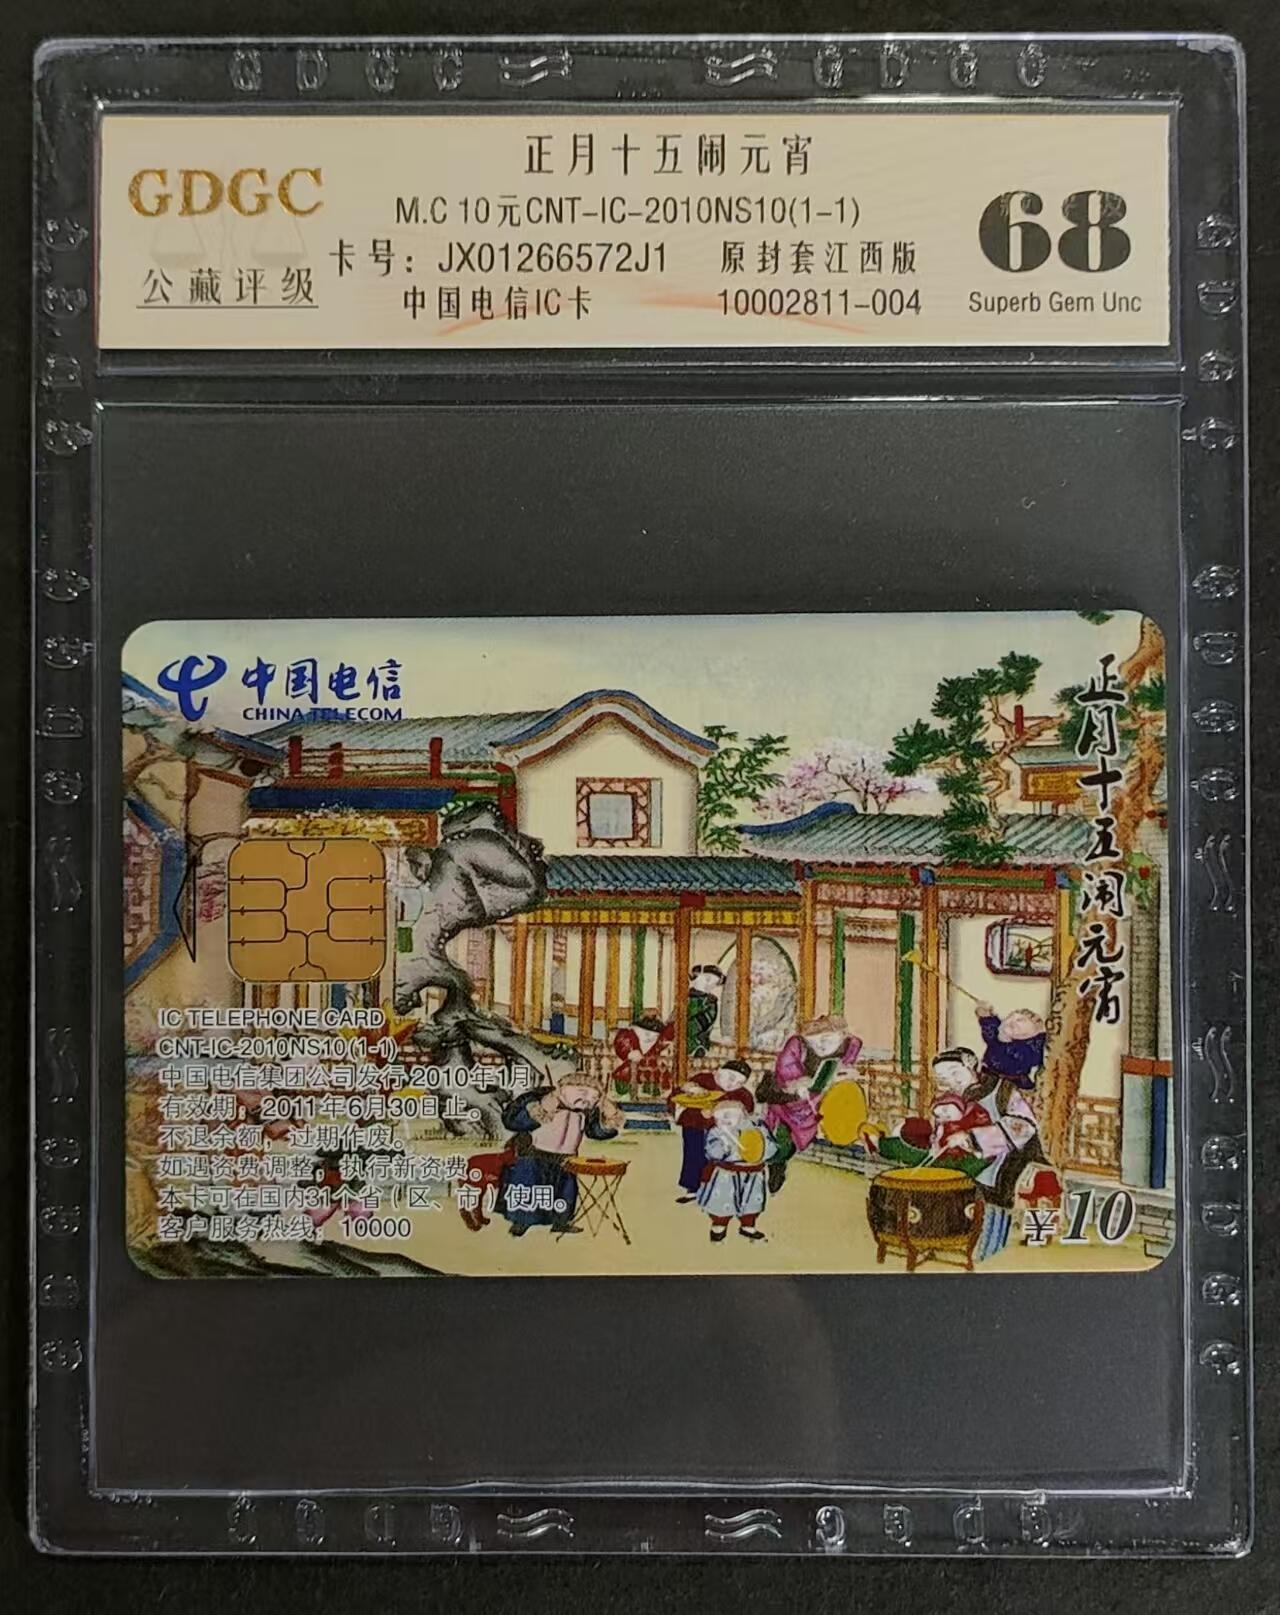 GDGC
公藏评级
正月十五闹元宵
M.C 10元CNT-IC-2010NS10(1-1)
卡号：JX01266572J1 原封套江西版
中国电信IC卡 10002811-004
68
Superb Gem Unc
中国电信
CHINA TELECOM
正月十五闹元宵
IC TELEPHONE CARD
CNT-IC-2010NS10(1-1)
中国电信集团公司发行 2010年1月
有效期：2011年6月30日止。
不退余额，过期作废。
如遇资费调整，执行新资费。
本卡可在国内31个省（区、市）使用。
客户服务热线：10000
¥10